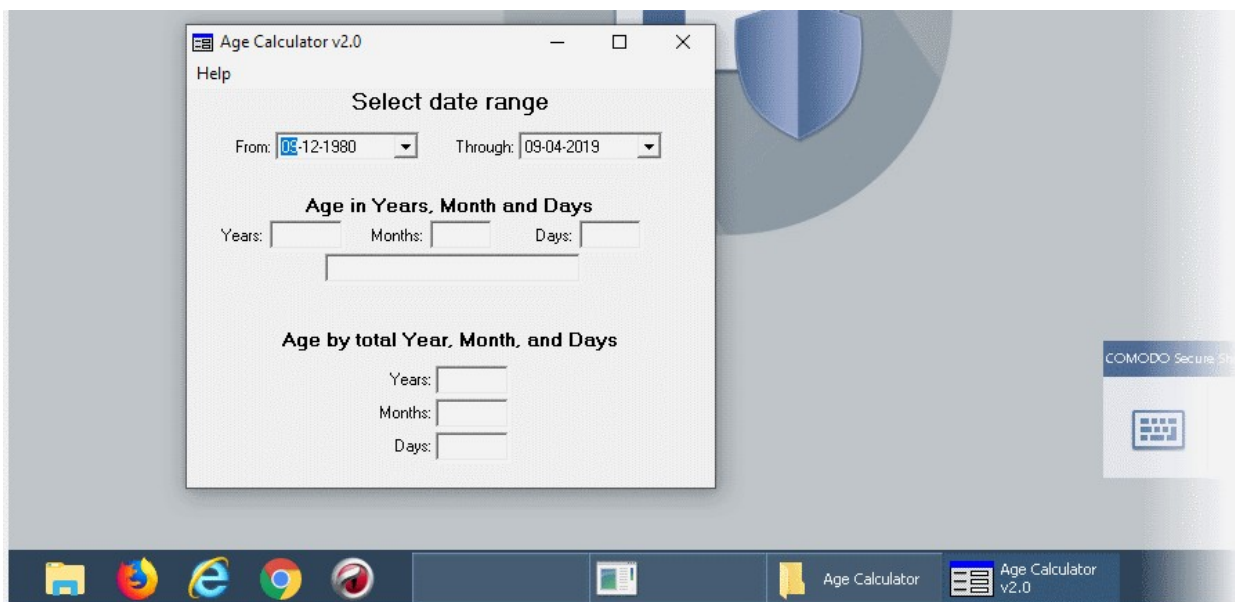 Age Calculator v2.0
Help
Select date range
From: 09-12-1980 Through: 09-04-2019
Age in Years, Month and Days
Years: Months: Days:
Age by total Year, Month, and Days
Years:
Months:
Days:
COMODO Secure Sh
Age Calculator
Age Calculator
v2.0